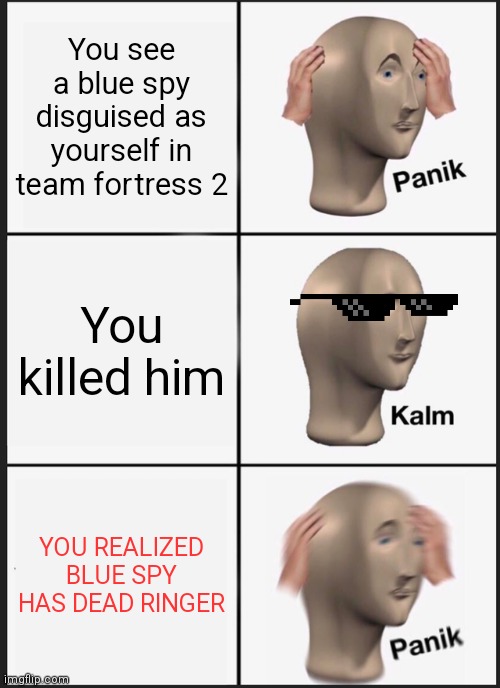 You see
a blue spy
disguised as
yourself in
team fortress 2
Panik
You
killed him
Kalm
YOU REALIZED
BLUE SPY
HAS DEAD RINGER
Panik
imgflip.com